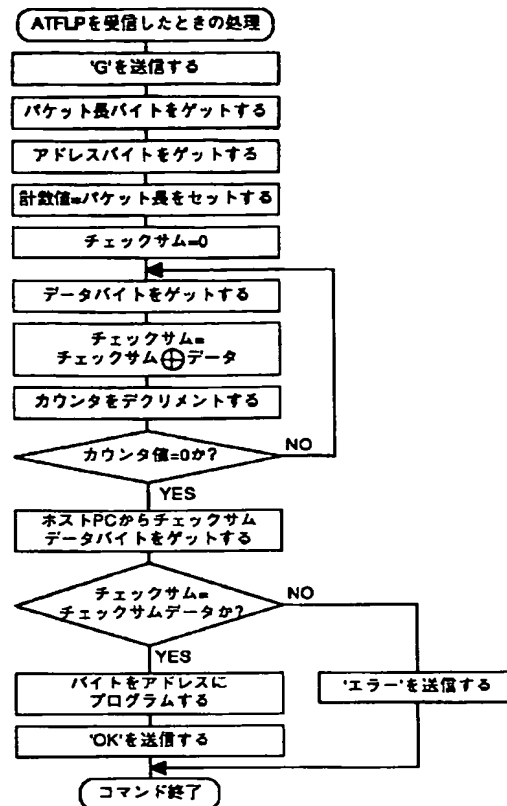 ATFLPを受信したときの処理
'G'を送信する
パケット長バイトをゲットする
アドレスバイトをゲットする
計数値=パケット長をセットする
チェックサム=0
データバイトをゲットする
チェックサム=
チェックサム⊕データ
カウンタをデクリメントする
カウンタ値=0か?
NO
YES
ホストPCからチェックサム
データバイトをゲットする
チェックサム=
チェックサムデータか?
NO
YES
バイトをアドレスに
プログラムする
'エラー'を送信する
'OK'を送信する
コマンド終了